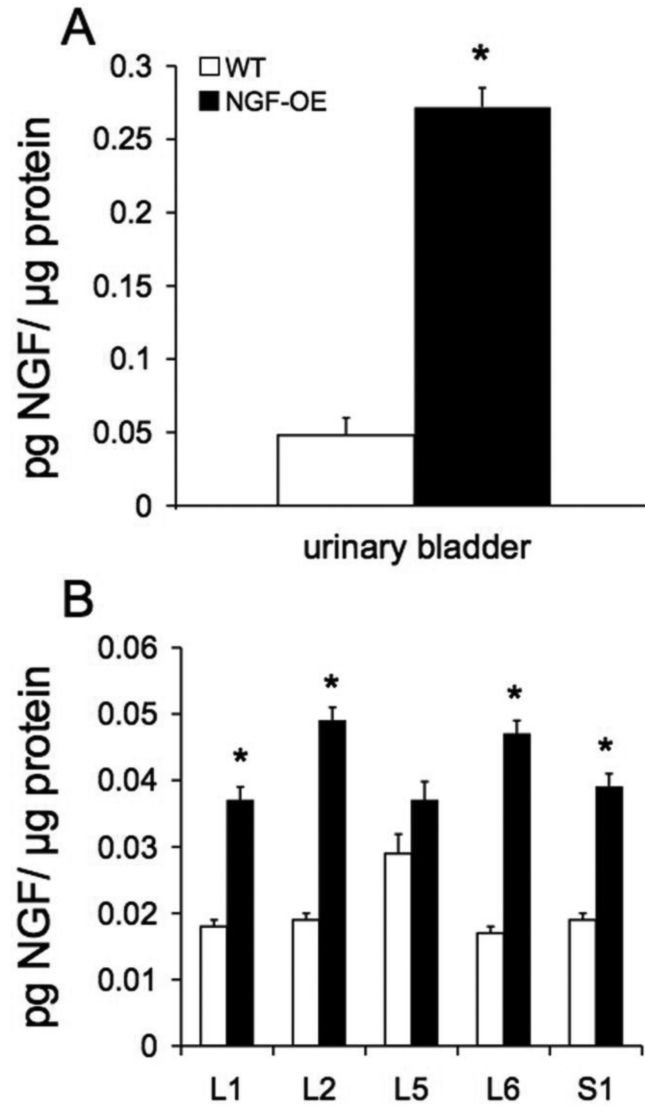 A
0.3
0.25
0.2
0.15
0.1
0.05
0
pg NGF/ µg protein
WT
NGF-OE
*
urinary bladder
B
0.06
0.05
0.04
0.03
0.02
0.01
0
pg NGF/ µg protein
* * * *
L1 L2 L5 L6 S1